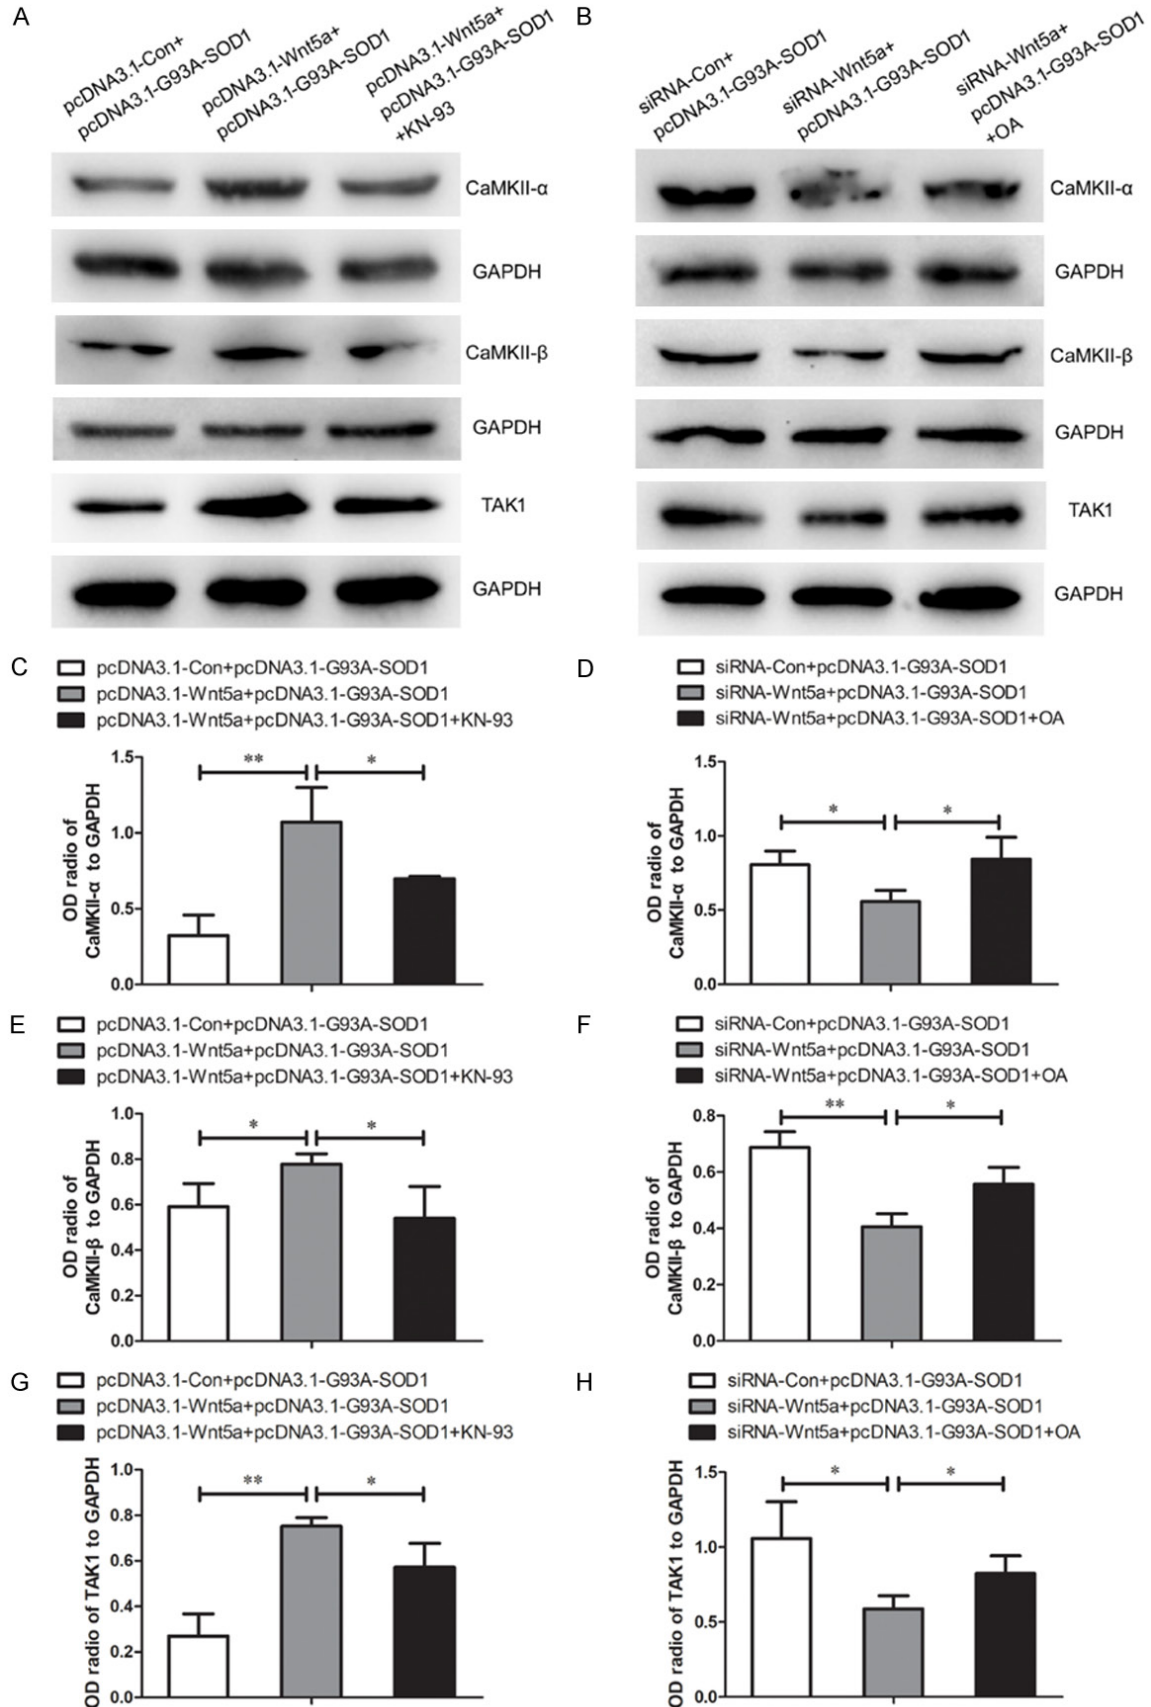 A
pcDNA3.1-Con+
pcDNA3.1-G93A-SOD1
pcDNA3.1-Wnt5a+
pcDNA3.1-G93A-SOD1
pcDNA3.1-Wnt5a+
pcDNA3.1-G93A-SOD1
+KN-93
CaMKII-α
GAPDH
CaMKII-β
GAPDH
TAK1
GAPDH
B
siRNA-Con+
pcDNA3.1-G93A-SOD1
siRNA-Wnt5a+
pcDNA3.1-G93A-SOD1
siRNA-Wnt5a+
pcDNA3.1-G93A-SOD1
+OA
CaMKII-α
GAPDH
CaMKII-β
GAPDH
TAK1
GAPDH
C
pcDNA3.1-Con+pcDNA3.1-G93A-SOD1
pcDNA3.1-Wnt5a+pcDNA3.1-G93A-SOD1
pcDNA3.1-Wnt5a+pcDNA3.1-G93A-SOD1+KN-93
OD radio of
CaMKII-α to GAPDH
1.5
1.0
0.5
0.0
** *
D
siRNA-Con+pcDNA3.1-G93A-SOD1
siRNA-Wnt5a+pcDNA3.1-G93A-SOD1
siRNA-Wnt5a+pcDNA3.1-G93A-SOD1+OA
OD radio of
CaMKII-α to GAPDH
1.5
1.0
0.5
0.0
* *
E
pcDNA3.1-Con+pcDNA3.1-G93A-SOD1
pcDNA3.1-Wnt5a+pcDNA3.1-G93A-SOD1
pcDNA3.1-Wnt5a+pcDNA3.1-G93A-SOD1+KN-93
OD radio of
CaMKII-β to GAPDH
1.0
0.8
0.6
0.4
0.2
0.0
* *
F
siRNA-Con+pcDNA3.1-G93A-SOD1
siRNA-Wnt5a+pcDNA3.1-G93A-SOD1
siRNA-Wnt5a+pcDNA3.1-G93A-SOD1+OA
OD radio of
CaMKII-β to GAPDH
0.8
0.6
0.4
0.2
0.0
** *
G
pcDNA3.1-Con+pcDNA3.1-G93A-SOD1
pcDNA3.1-Wnt5a+pcDNA3.1-G93A-SOD1
pcDNA3.1-Wnt5a+pcDNA3.1-G93A-SOD1+KN-93
OD radio of TAK1 to GAPDH
1.0
0.8
0.6
0.4
0.2
0.0
** *
H
siRNA-Con+pcDNA3.1-G93A-SOD1
siRNA-Wnt5a+pcDNA3.1-G93A-SOD1
siRNA-Wnt5a+pcDNA3.1-G93A-SOD1+OA
OD radio of TAK1 to GAPDH
1.5
1.0
0.5
0.0
* *